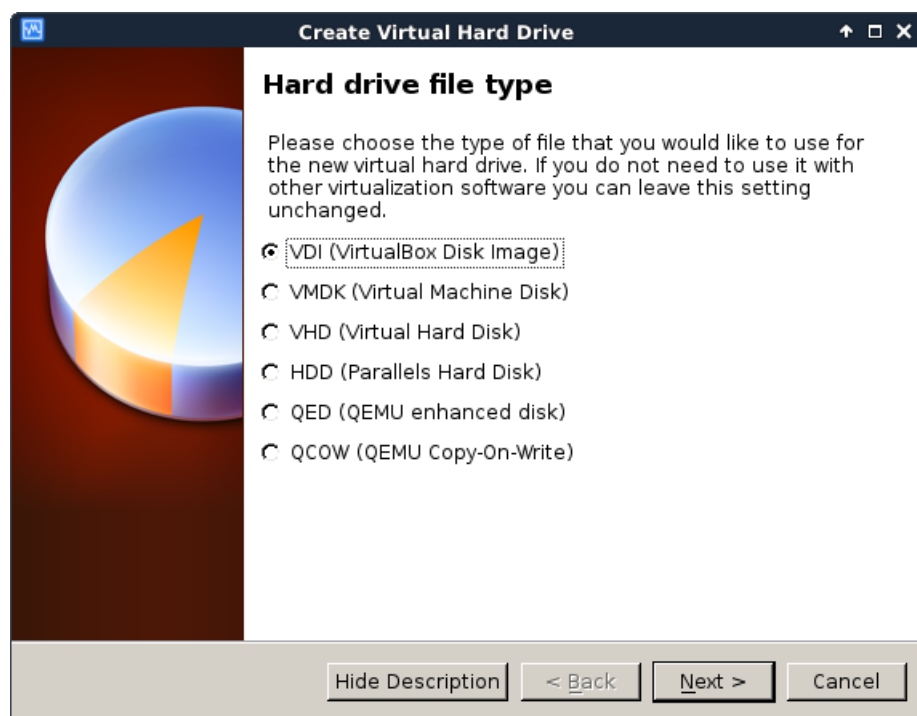 Create Virtual Hard Drive
Hard drive file type
Please choose the type of file that you would like to use for
the new virtual hard drive. If you do not need to use it with
other virtualization software you can leave this setting
unchanged.
VDI (VirtualBox Disk Image)
VMDK (Virtual Machine Disk)
VHD (Virtual Hard Disk)
HDD (Parallels Hard Disk)
QED (QEMU enhanced disk)
QCOW (QEMU Copy-On-Write)
Hide Description < Back Next > Cancel